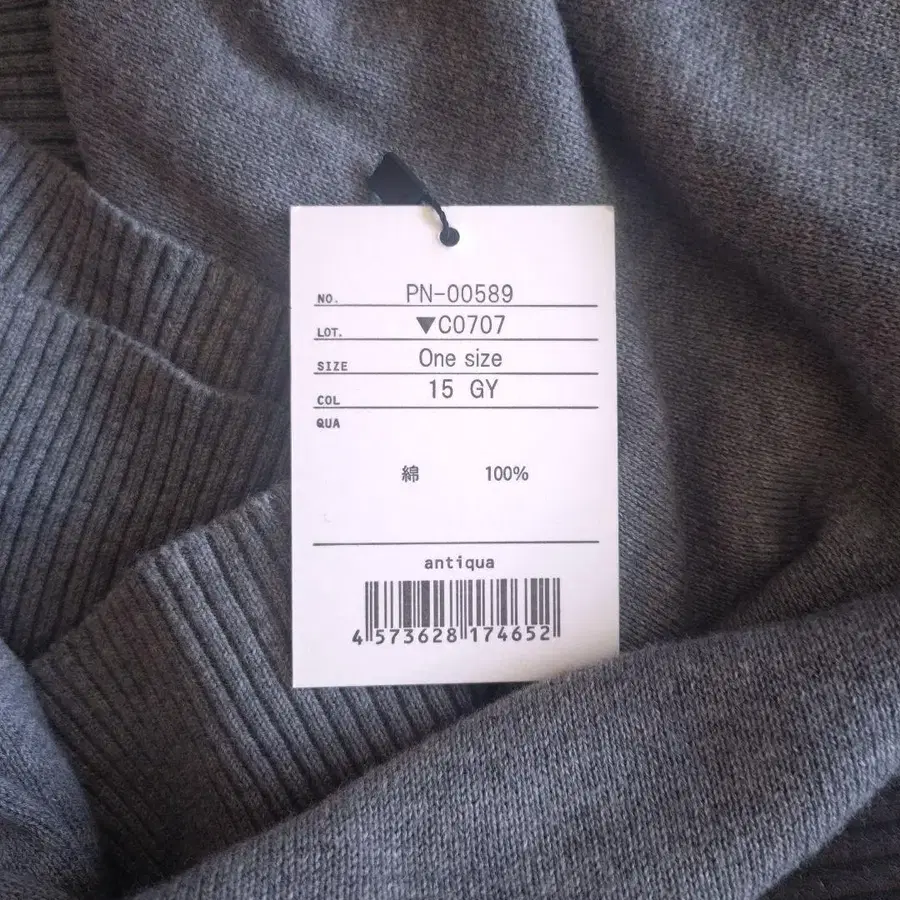 NO. PN-00589
LOT. ▼C0707
SIZE One size
COL 15 GY
QUA
綿 100%
antiqua
4 573628 174652